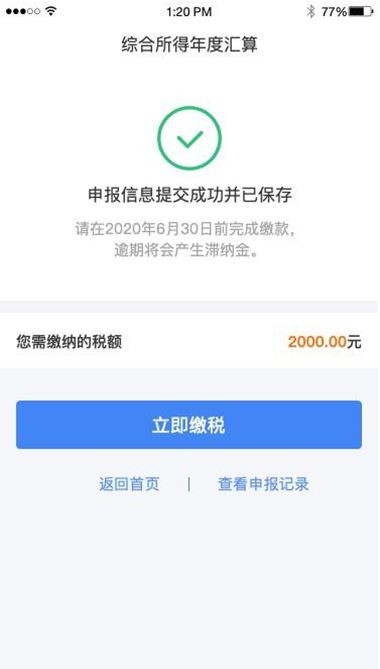 1:20 PM 77%
综合所得年度汇算
申报信息提交成功并已保存
请在2020年6月30日前完成缴款，
逾期将会产生滞纳金。
您需缴纳的税额 2000.00元
立即缴税
返回首页 | 查看申报记录